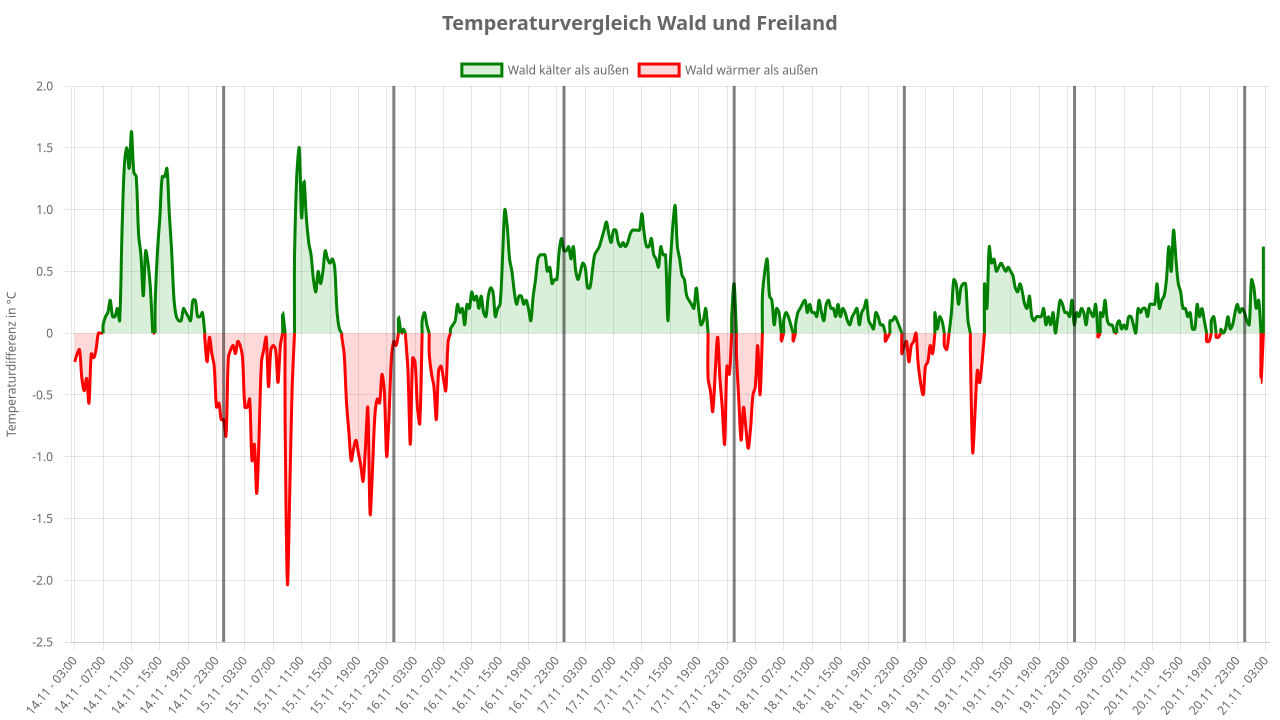 Temperaturvergleich Wald und Freiland
Wald kälter als außen
Wald wärmer als außen
Temperaturdifferenz in °C
2.0
1.5
1.0
0.5
0
-0.5
-1.0
-1.5
-2.0
-2.5
14.11 - 03:00
14.11 - 07:00
14.11 - 11:00
14.11 - 15:00
14.11 - 19:00
14.11 - 23:00
15.11 - 03:00
15.11 - 07:00
15.11 - 11:00
15.11 - 15:00
15.11 - 19:00
15.11 - 23:00
16.11 - 03:00
16.11 - 07:00
16.11 - 11:00
16.11 - 15:00
16.11 - 19:00
16.11 - 23:00
17.11 - 03:00
17.11 - 07:00
17.11 - 11:00
17.11 - 15:00
17.11 - 19:00
17.11 - 23:00
18.11 - 03:00
18.11 - 07:00
18.11 - 11:00
18.11 - 15:00
18.11 - 19:00
18.11 - 23:00
19.11 - 03:00
19.11 - 07:00
19.11 - 11:00
19.11 - 15:00
19.11 - 19:00
19.11 - 23:00
20.11 - 03:00
20.11 - 07:00
20.11 - 11:00
20.11 - 15:00
20.11 - 19:00
20.11 - 23:00
21.11 - 03:00